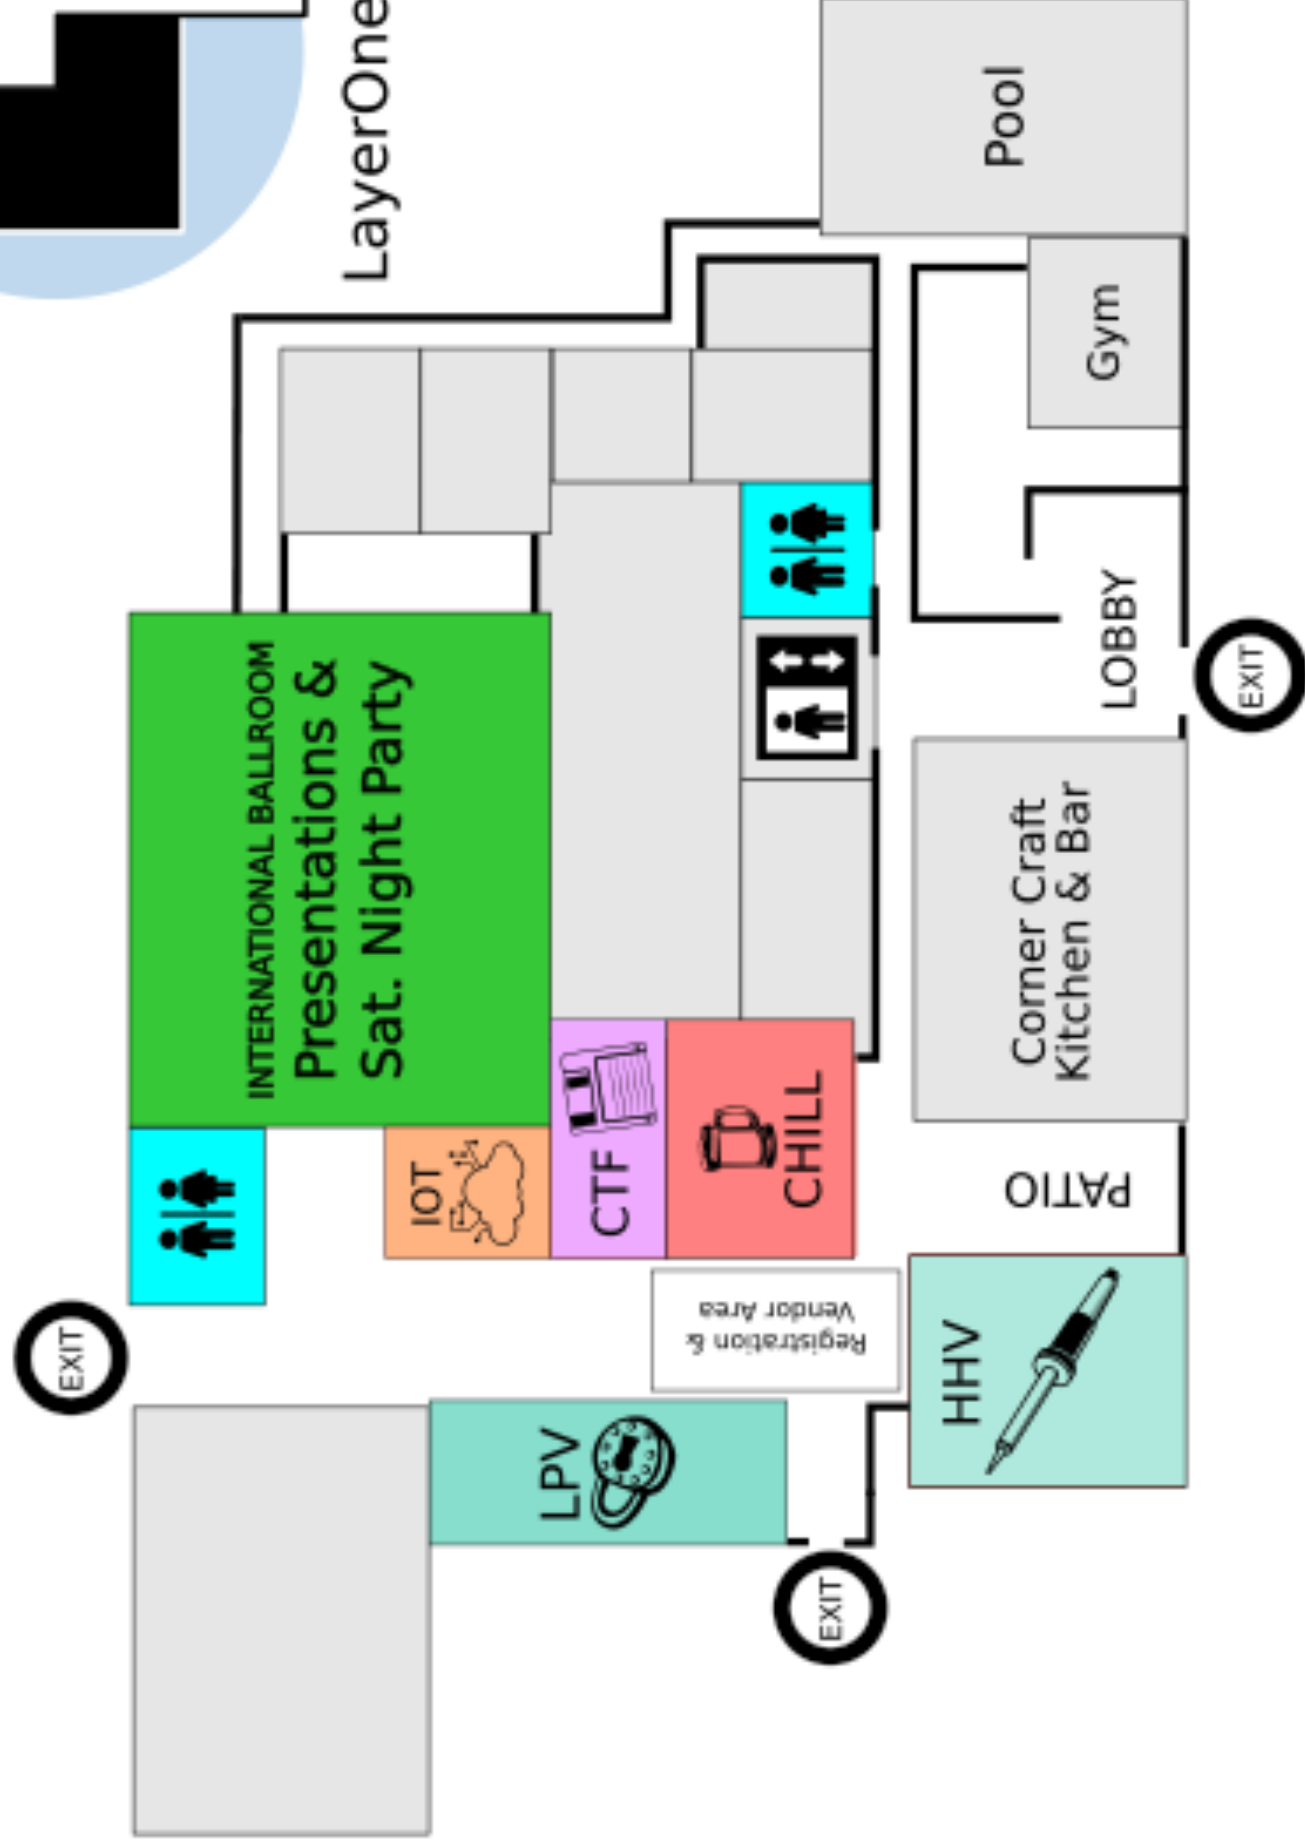 LayerOne
Pool
Gym
INTERNATIONAL BALLROOM
Presentations &
Sat. Night Party
LOBBY
EXIT
Corner Craft
Kitchen & Bar
IOT
CTF
CHILL
PATIO
Registration &
Vendor Area
EXIT
LPV
HHV
EXIT